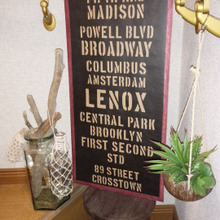 MADISON
POWELL BLVD
BROADWAY
COLUMBUS
AMSTERDAM
LENOX
CENTRAL PARK
BROOKLYN
FIRST SECOND
STD
89 STREET
CROSSTOWN